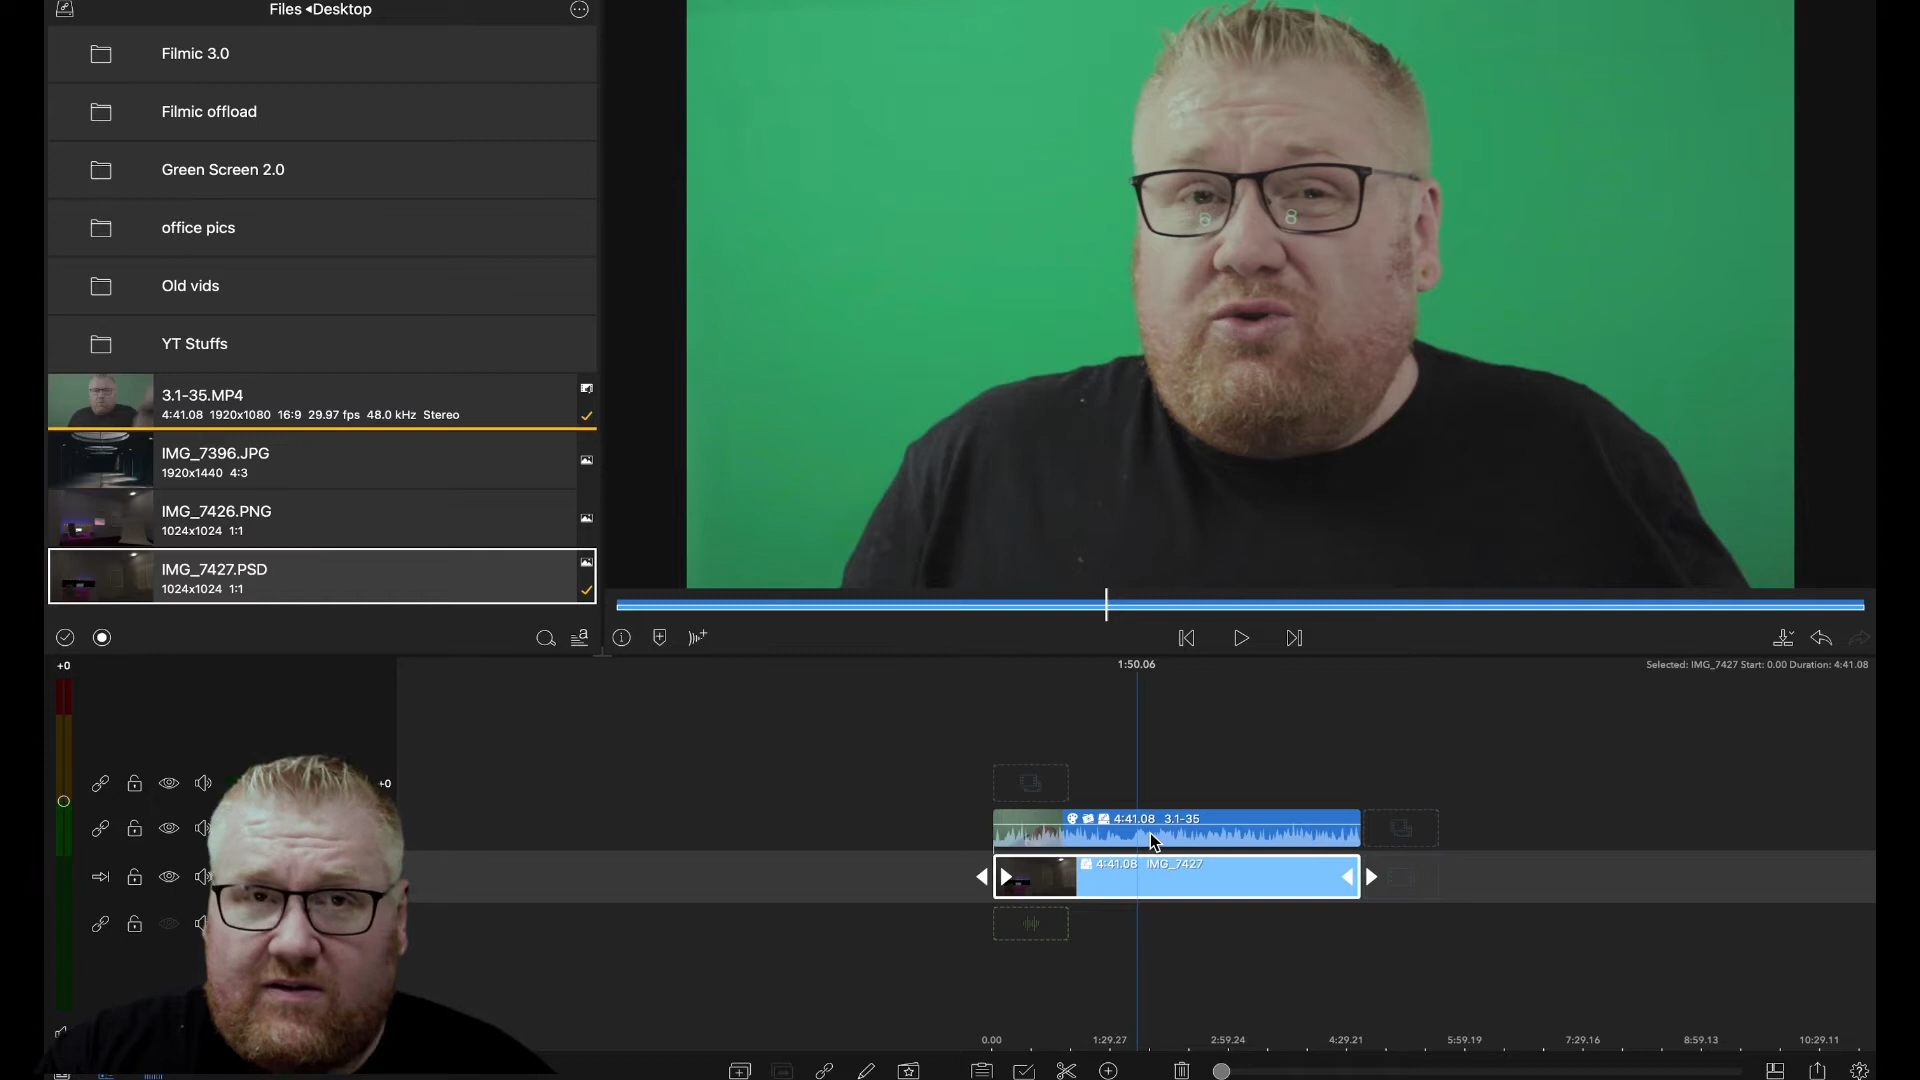 Files ◂Desktop
Filmic 3.0
Filmic offload
Green Screen 2.0
office pics
Old vids
YT Stuffs
3.1-35.MP4
4:41.08 1920x1080 16:9 29.97 fps 48.0 kHz Stereo
IMG_7396.JPG
1920x1440 4:3
IMG_7426.PNG
1024x1024 1:1
IMG_7427.PSD
1024x1024 1:1
+0
1:50.06
Selected: IMG_7427 Start: 0.00 Duration: 4:41.08
+0
4:41.08 3.1-35
4:41.08 IMG_7427
0.00 1:29.27 2:59.24 4:29.21 5:59.19 7:29.16 8:59.13 10:29.11